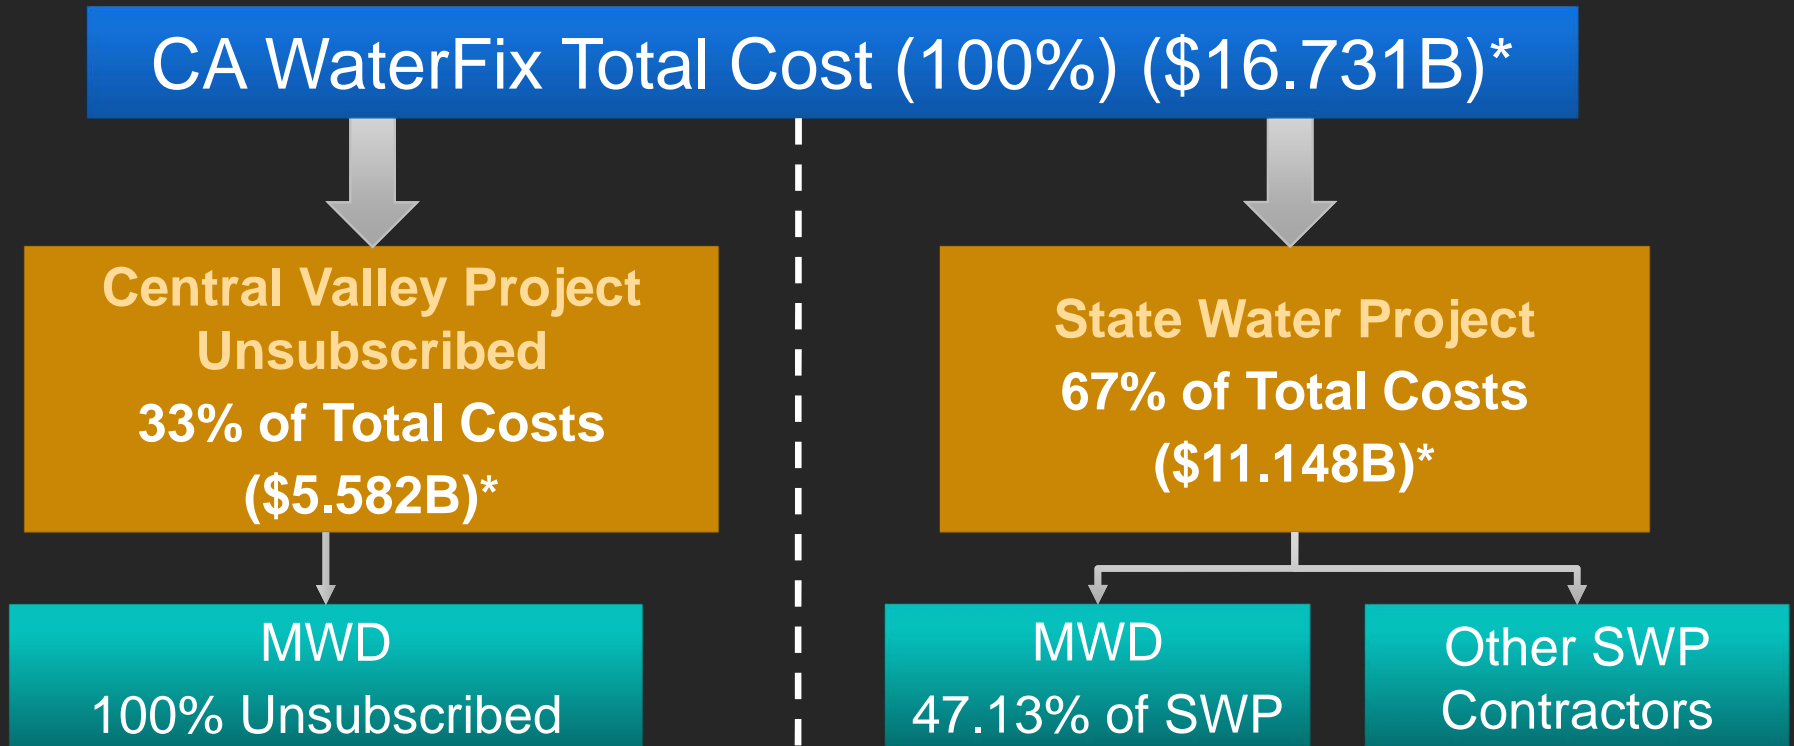 CA WaterFix Total Cost (100%) ($16.731B)*
Central Valley Project
Unsubscribed
33% of Total Costs
($5.582B)*
State Water Project
67% of Total Costs
($11.148B)*
MWD
100% Unsubscribed
MWD
47.13% of SWP
Other SWP
Contractors